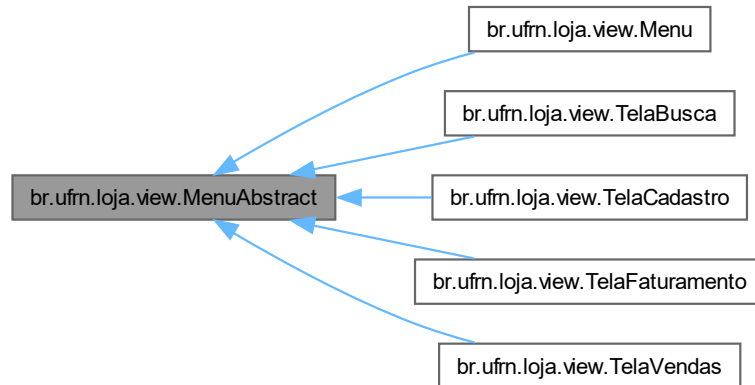 br.ufrn.loja.view.Menu
br.ufrn.loja.view.TelaBusca
br.ufrn.loja.view.MenuAbstract
br.ufrn.loja.view.TelaCadastro
br.ufrn.loja.view.TelaFaturamento
br.ufrn.loja.view.TelaVendas